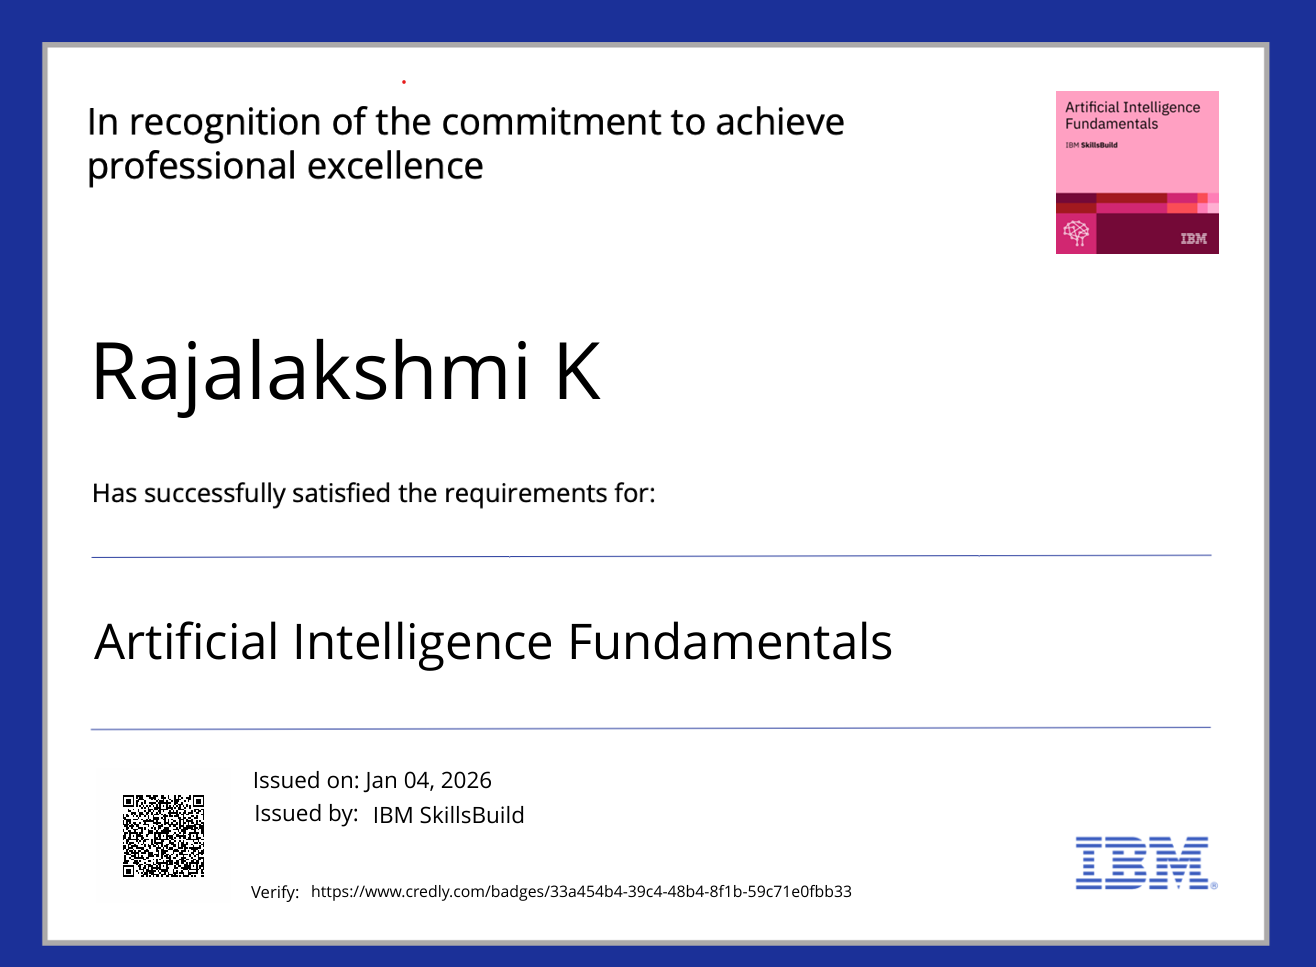 In recognition of the commitment to achieve
professional excellence
Artificial Intelligence
Fundamentals
IBM SkillsBuild
IBM
Rajalakshmi K
Has successfully satisfied the requirements for:
Artificial Intelligence Fundamentals
Issued on: Jan 04, 2026
Issued by: IBM SkillsBuild
Verify: https://www.credly.com/badges/33a454b4-39c4-48b4-8f1b-59c71e0fbb33
IBM®